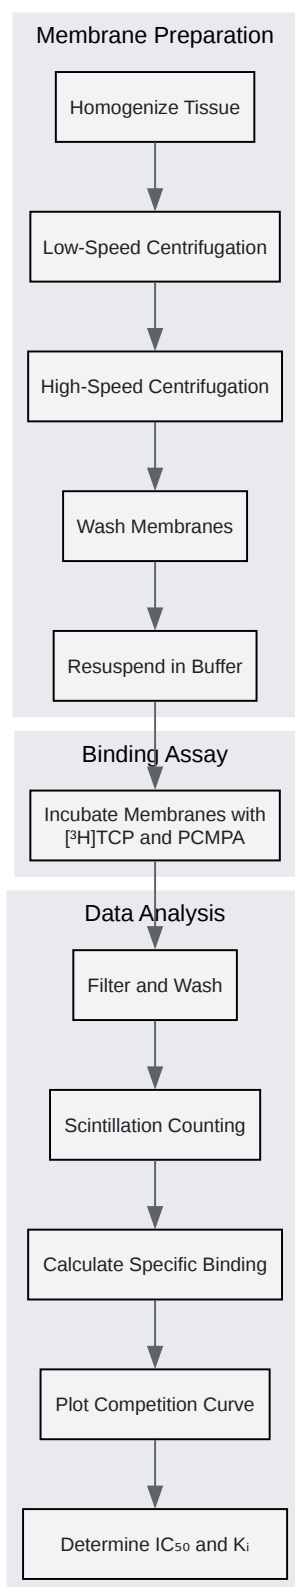 Membrane Preparation
Homogenize Tissue
Low-Speed Centrifugation
High-Speed Centrifugation
Wash Membranes
Resuspend in Buffer
Binding Assay
Incubate Membranes with
[³H]TCP and PCMPA
Data Analysis
Filter and Wash
Scintillation Counting
Calculate Specific Binding
Plot Competition Curve
Determine IC₅₀ and Kᵢ